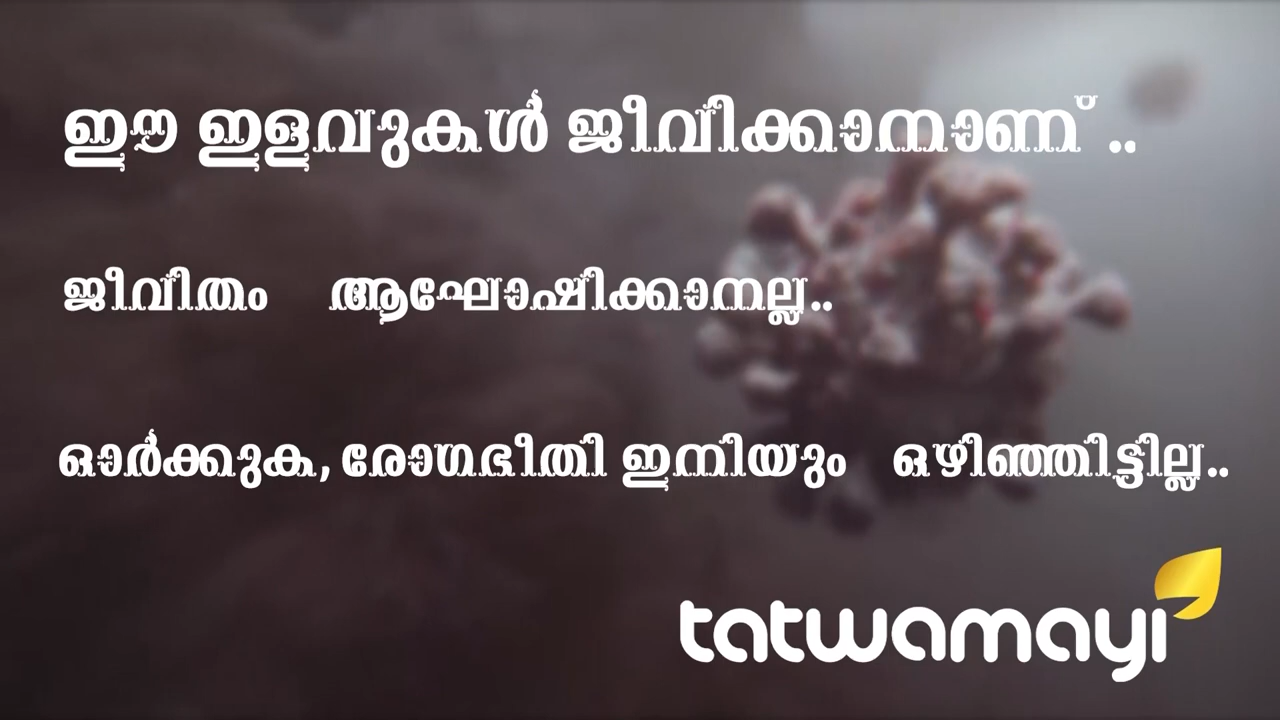 ഈ ഇളവുകൾ ജീവിക്കാനാണ് ..
ജീവിതം ആഘോഷിക്കാനല്ല..
ഓർക്കുക, രോഗഭീതി ഇനിയും ഒഴിഞ്ഞിട്ടില്ല..
tatwamayi